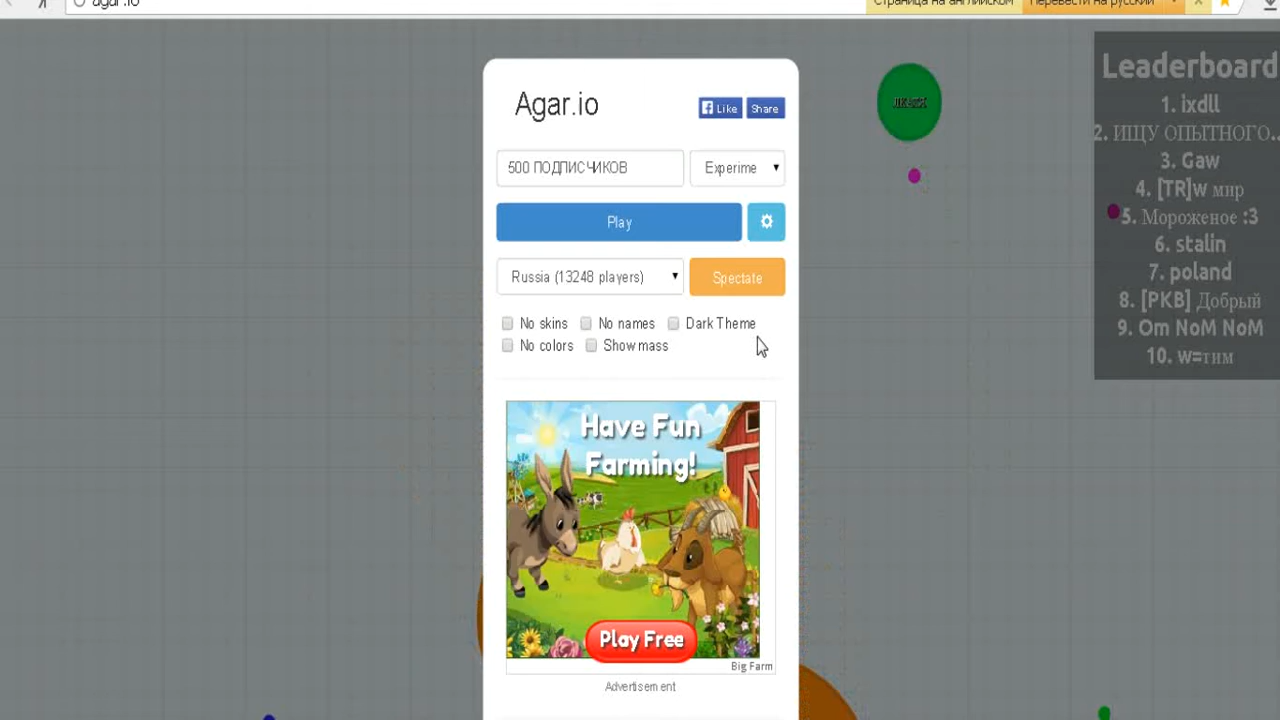 agar.io
Страница на английском
Перевести на русский
Agar.io
Like
Share
500 ПОДПИСЧИКОВ
Experime
Play
Russia (13248 players)
Spectate
No skins
No names
Dark Theme
No colors
Show mass
Have Fun
Farming!
Play Free
Big Farm
Advertisement
Leaderboard
1. ixdll
2. ИЩУ ОПЫТНОГО..
3. Gaw
4. [TR]w мир
5. Мороженое :3
6. stalin
7. poland
8. [PKB] Добрый
9. Om NoM NoM
10. w=тим